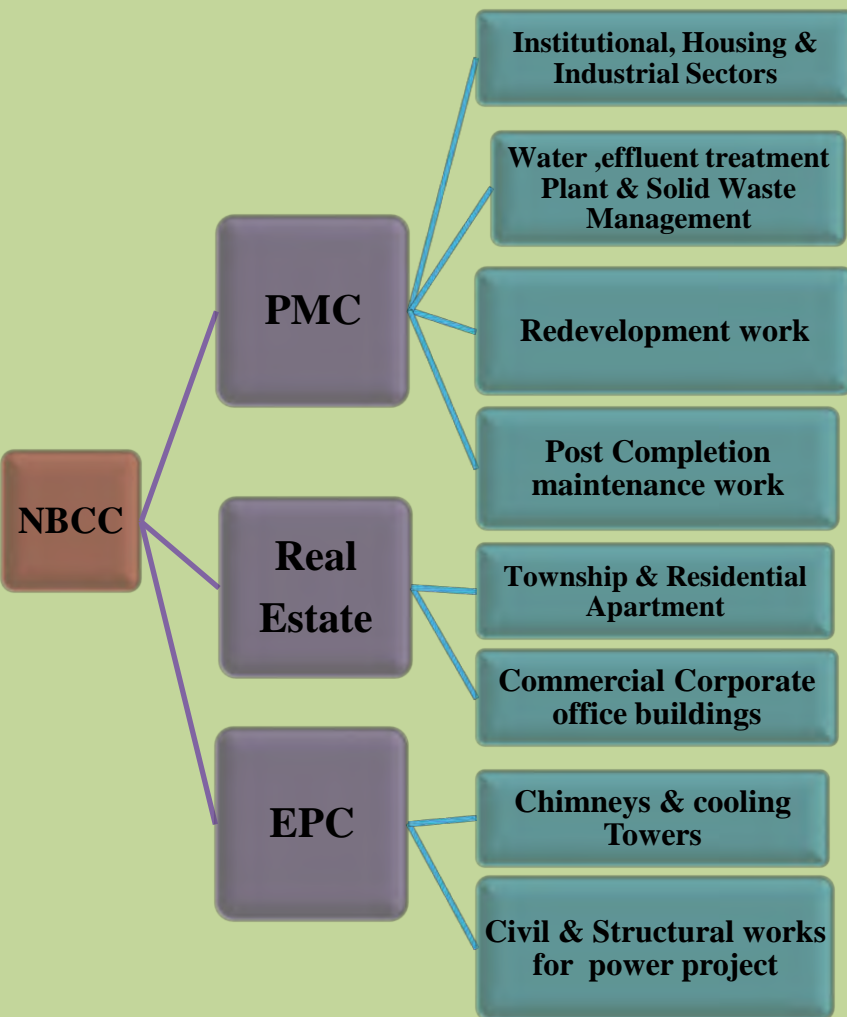 NBCC
PMC
Institutional, Housing &
Industrial Sectors
Water ,effluent treatment
Plant & Solid Waste
Management
Redevelopment work
Post Completion
maintenance work
Real
Estate
Township & Residential
Apartment
Commercial Corporate
office buildings
EPC
Chimneys & cooling
Towers
Civil & Structural works
for power project